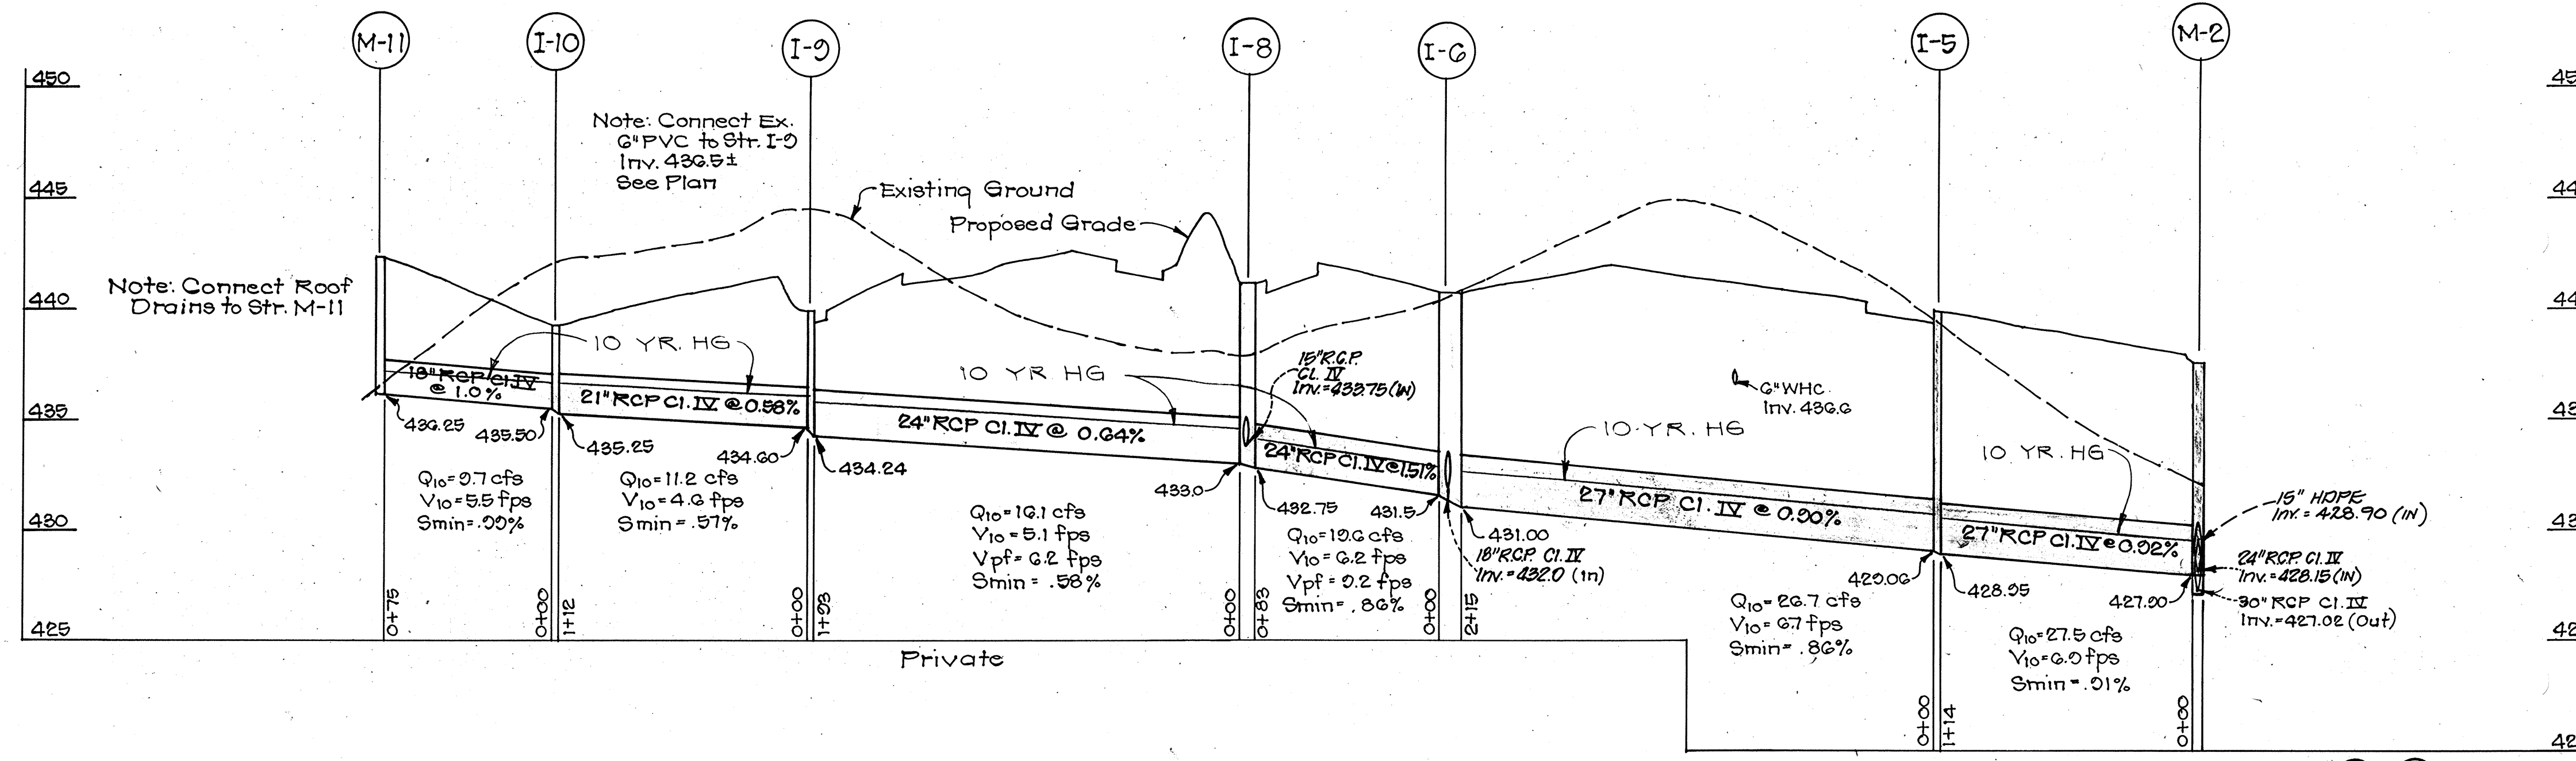 M-11
I-10
I-9
I-8
I-6
I-5
M-2
450
445
440
435
430
425
Note: Connect Ex.
6" PVC to Str. I-9
Inv. 436.5±
See Plan
Existing Ground
Proposed Grade
Note: Connect Roof
Drains to Str. M-11
10 YR. HG
18" RCP Cl. IV
@ 1.0%
21" RCP Cl. IV @ 0.58%
10 YR HG
24" RCP Cl. IV @ 0.64%
15" R.C.P.
CL. IV
Inv.=433.75 (IN)
24" RCP Cl. IV @ 1.51%
10 YR. HG
27" RCP Cl. IV @ 0.90%
6" WHC
Inv. 436.6
10 YR. HG
27" RCP Cl. IV @ 0.92%
15" HDPE
Inv. = 428.90 (IN)
24" RCP. Cl. IV
Inv.=428.15 (IN)
30" RCP Cl. IV
Inv.=427.02 (Out)
436.25
435.50
435.25
434.60
434.24
433.0
432.75
431.5
431.00
18" RCP. Cl. IV
Inv.=432.0 (in)
429.06
428.95
427.90
Q10=9.7 cfs
V10=5.5 fps
Smin=.99%
Q10=11.2 cfs
V10=4.6 fps
Smin=.57%
Q10=16.1 cfs
V10=5.1 fps
Vpf=6.2 fps
Smin=.58%
Q10=19.6 cfs
V10=6.2 fps
Vpf=9.2 fps
Smin=.86%
Q10=26.7 cfs
V10=6.7 fps
Smin=.86%
Q10=27.5 cfs
V10=6.9 fps
Smin=.91%
0+75
0+00
1+12
0+00
1+93
0+00
0+83
0+00
2+15
0+00
1+14
0+00
Private
45
44
44
43
43
42
42